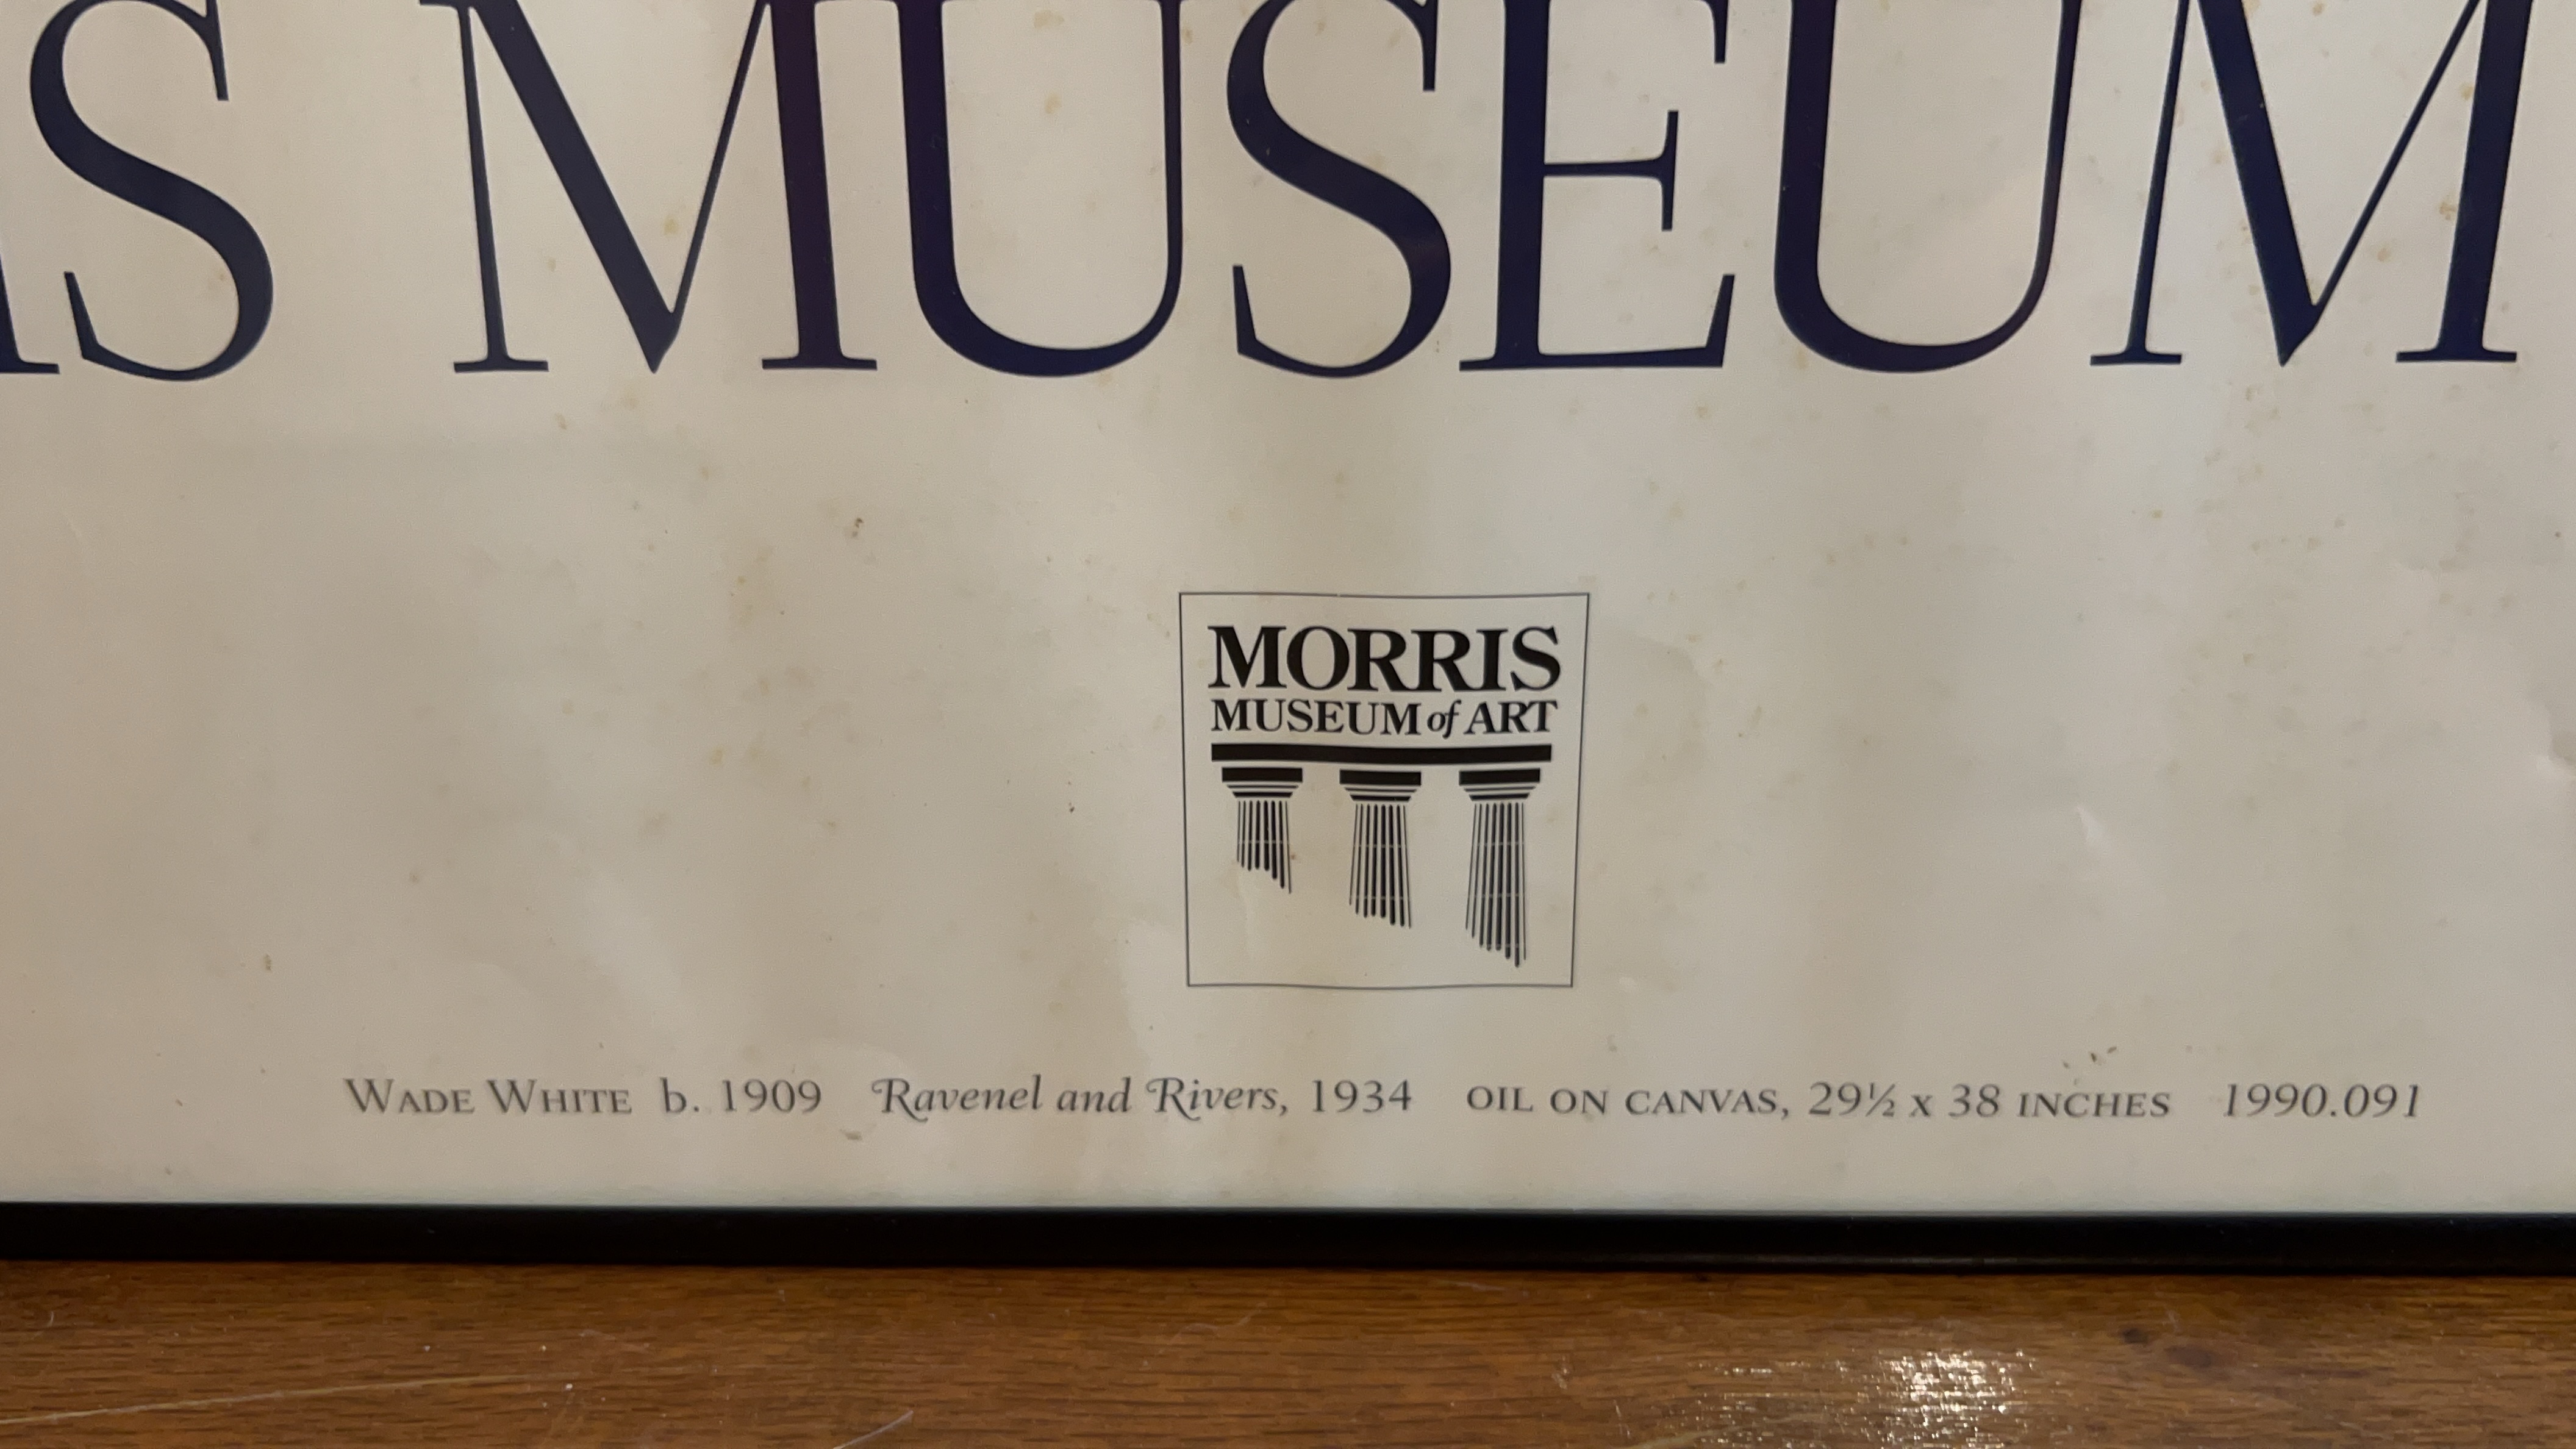 IS MUSEUM
MORRIS
MUSEUM of ART
WADE WHITE b. 1909 Ravenel and Rivers, 1934 OIL ON CANVAS, 29½ x 38 INCHES 1990.091